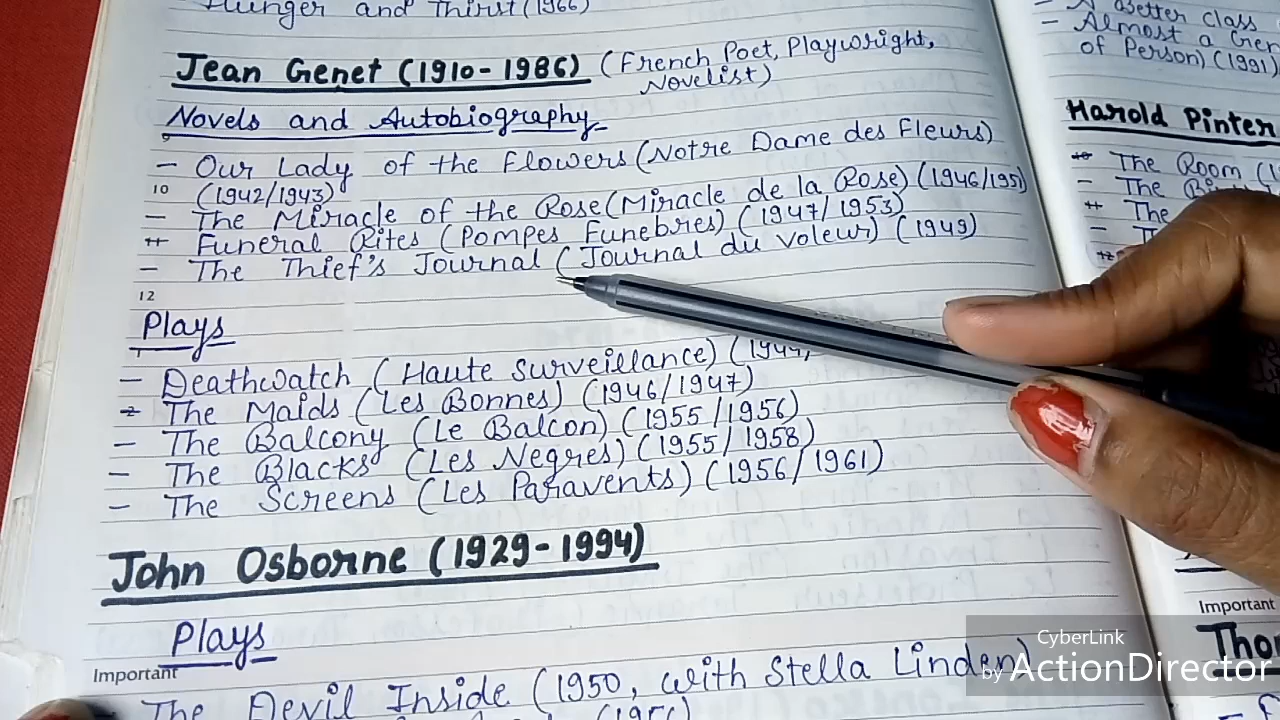 Hunger and Thirst (1966)
Jean Genet (1910-1986) (French Poet, Playwright, Novelist)
Novels and Autobiography
- Our Lady of the Flowers (Notre Dame des Fleurs)
10 (1942/1943)
- The Miracle of the Rose (Miracle de la Rose) (1946/1951)
11 Funeral Rites (Pompes Funebres) (1947/1953)
- The Thief's Journal (Journal du Voleur) (1949)
12
Plays
- Deathwatch (Haute Surveillance) (1944,
- The Maids (Les Bonnes) (1946/1947)
- The Balcony (Le Balcon) (1955/1956)
- The Blacks (Les Negres) (1955/1958)
- The Screens (Les Paravents) (1956/1961)
John Osborne (1929-1994)
Plays
Important
The Devil Inside (1950, with Stella Linden)
- A Better class
- Almost a Gen
of Person) (1991)
Harold Pinter
The Room (1
- The
The
Important
Tho
CyberLink
by ActionDirector